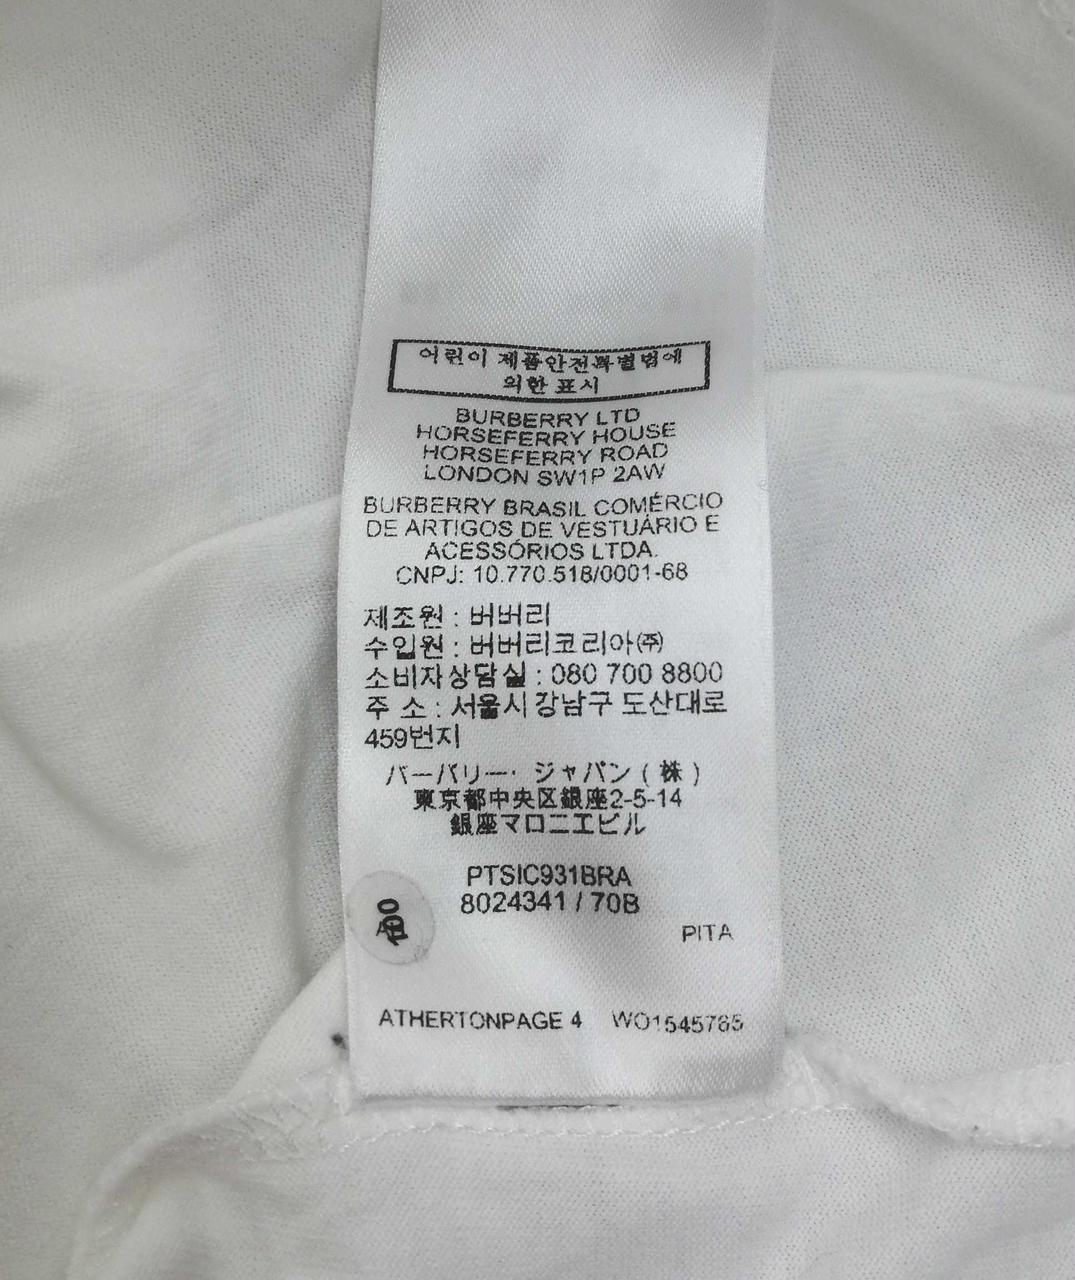 어린이 제품안전특별법에
의한 표시
BURBERRY LTD
HORSEFERRY HOUSE
HORSEFERRY ROAD
LONDON SW1P 2AW
BURBERRY BRASIL COMÉRCIO
DE ARTIGOS DE VESTUÁRIO E
ACESSÓRIOS LTDA.
CNPJ: 10.770.518/0001-68
제조원 : 버버리
수입원 : 버버리코리아㈜
소비자상담실 : 080 700 8800
주 소 : 서울시 강남구 도산대로
459번지
バーバリー・ジャパン(株)
東京都中央区銀座2-5-14
銀座マロニエビル
PTSIC931BRA
8024341 / 70B
PITA
ATHERTONPAGE 4 WO1545765